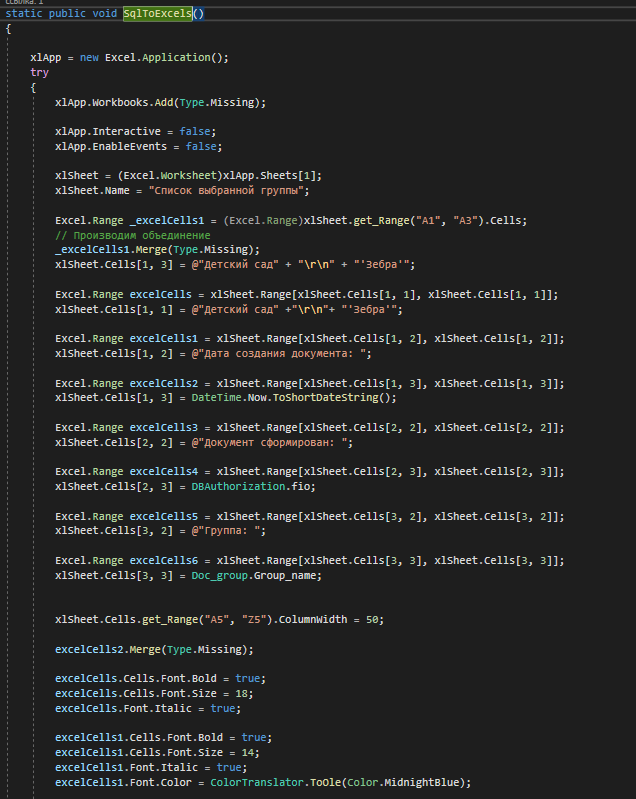 ссылка: 1
static public void SqlToExcels()
{
xlApp = new Excel.Application();
try
{
xlApp.Workbooks.Add(Type.Missing);
xlApp.Interactive = false;
xlApp.EnableEvents = false;
xlSheet = (Excel.Worksheet)xlApp.Sheets[1];
xlSheet.Name = "Список выбранной группы";
Excel.Range _excelCells1 = (Excel.Range)xlSheet.get_Range("A1", "A3").Cells;
// Производим объединение
_excelCells1.Merge(Type.Missing);
xlSheet.Cells[1, 3] = @"Детский сад" + "\r\n" + "'Зебра'";
Excel.Range excelCells = xlSheet.Range[xlSheet.Cells[1, 1], xlSheet.Cells[1, 1]];
xlSheet.Cells[1, 1] = @"Детский сад" +"\r\n"+ "'Зебра'";
Excel.Range excelCells1 = xlSheet.Range[xlSheet.Cells[1, 2], xlSheet.Cells[1, 2]];
xlSheet.Cells[1, 2] = @"Дата создания документа: ";
Excel.Range excelCells2 = xlSheet.Range[xlSheet.Cells[1, 3], xlSheet.Cells[1, 3]];
xlSheet.Cells[1, 3] = DateTime.Now.ToShortDateString();
Excel.Range excelCells3 = xlSheet.Range[xlSheet.Cells[2, 2], xlSheet.Cells[2, 2]];
xlSheet.Cells[2, 2] = @"Документ сформирован: ";
Excel.Range excelCells4 = xlSheet.Range[xlSheet.Cells[2, 3], xlSheet.Cells[2, 3]];
xlSheet.Cells[2, 3] = DBAuthorization.fio;
Excel.Range excelCells5 = xlSheet.Range[xlSheet.Cells[3, 2], xlSheet.Cells[3, 2]];
xlSheet.Cells[3, 2] = @"Группа: ";
Excel.Range excelCells6 = xlSheet.Range[xlSheet.Cells[3, 3], xlSheet.Cells[3, 3]];
xlSheet.Cells[3, 3] = Doc_group.Group_name;
xlSheet.Cells.get_Range("A5", "Z5").ColumnWidth = 50;
excelCells2.Merge(Type.Missing);
excelCells.Cells.Font.Bold = true;
excelCells.Cells.Font.Size = 18;
excelCells.Font.Italic = true;
excelCells1.Cells.Font.Bold = true;
excelCells1.Cells.Font.Size = 14;
excelCells1.Font.Italic = true;
excelCells1.Font.Color = ColorTranslator.ToOle(Color.MidnightBlue);